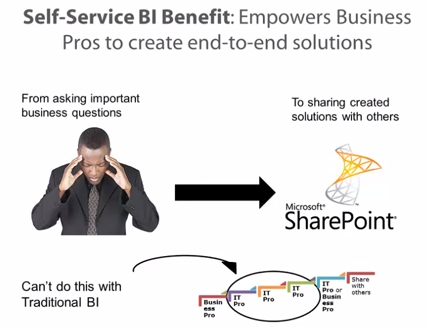 Self-Service BI Benefit: Empowers Business
Pros to create end-to-end solutions
From asking important
business questions
To sharing created
solutions with others
Microsoft®
SharePoint®
Can't do this with
Traditional BI
Busin
ess
Pro
IT
Pro
IT
Pro
IT
Pro
IT
Pro or
Busin
ess
Pro
Share
with
others